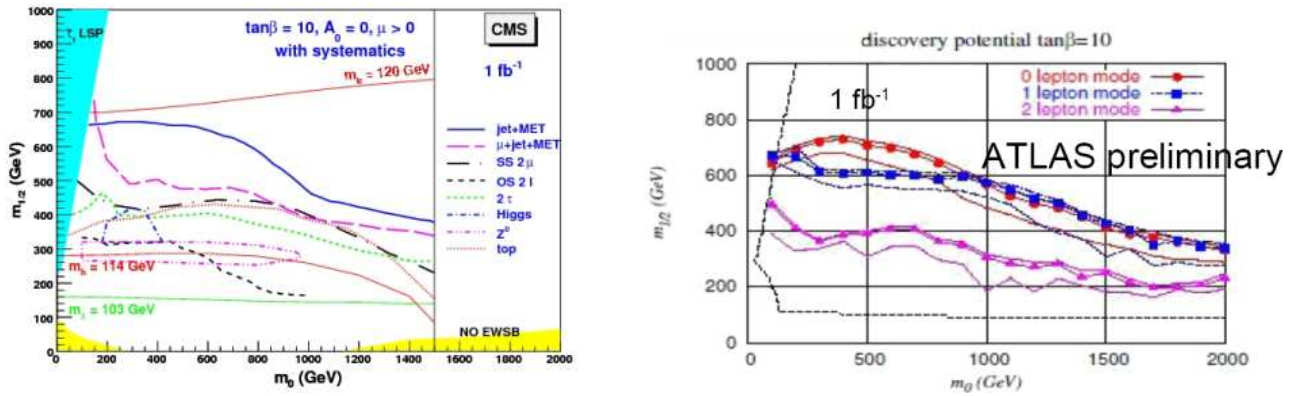 tanβ = 10, A₀ = 0, μ > 0
with systematics
CMS
1 fb⁻¹
LSP
m = 120 GeV
jet+MET
μ+jet+MET
SS 2 μ
OS 2 l
2 τ
Higgs
Z⁰
top
m = 114 GeV
m = 103 GeV
NO EWSB
m₁/₂ (GeV)
1000
900
800
700
600
500
400
300
200
100
0
0 200 400 600 800 1000 1200 1400 1600 1800 2000
m₀ (GeV)
discovery potential tanβ=10
0 lepton mode
1 lepton mode
2 lepton mode
1 fb⁻¹
ATLAS preliminary
m₁/₂ (GeV)
1000
800
600
400
200
0
0 500 1000 1500 2000
m₀ (GeV)